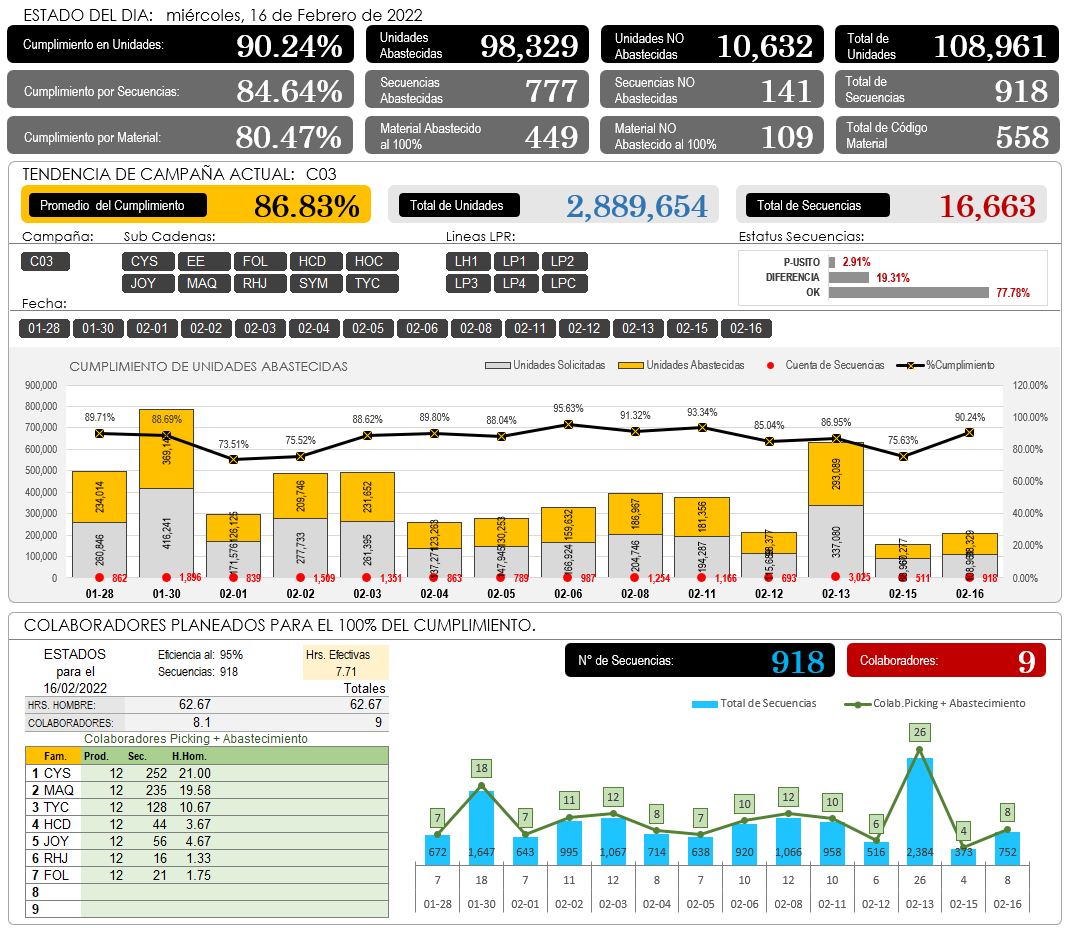 ESTADO DEL DIA: miércoles, 16 de Febrero de 2022
Cumplimiento en Unidades: 90.24%
Unidades Abastecidas 98,329
Unidades NO Abastecidas 10,632
Total de Unidades 108,961
Cumplimiento por Secuencias: 84.64%
Secuencias Abastecidas 777
Secuencias NO Abastecidas 141
Total de Secuencias 918
Cumplimiento por Material: 80.47%
Material Abastecido al 100% 449
Material NO Abastecido al 100% 109
Total de Código Material 558
TENDENCIA DE CAMPAÑA ACTUAL: C03
Promedio del Cumplimiento 86.83%
Total de Unidades 2,889,654
Total de Secuencias 16,663
Campaña: Sub Cadenas: Lineas LPR: Estatus Secuencias:
C03 CYS EE FOL HCD HOC LH1 LP1 LP2
JOY MAQ RHJ SYM TYC LP3 LP4 LPC
P-USITO 2.91%
DIFERENCIA 19.31%
OK 77.78%
Fecha:
01-28 01-30 02-01 02-02 02-03 02-04 02-05 02-06 02-08 02-11 02-12 02-13 02-15 02-16
CUMPLIMIENTO DE UNIDADES ABASTECIDAS
Unidades Solicitadas Unidades Abastecidas Cuenta de Secuencias %Cumplimiento
900,000
800,000
700,000
600,000
500,000
400,000
300,000
200,000
100,000
0
120.00%
100.00%
80.00%
60.00%
40.00%
20.00%
0.00%
89.71% 88.69% 73.51% 75.52% 88.62% 89.80% 88.04% 95.63% 91.32% 93.34% 85.04% 86.95% 75.63% 90.24%
234,014 126,125 209,746 231,652 123,263 130,253 159,632 186,967 181,356 293,089
260,846 416,241 171,576 277,733 261,395 147,945 166,924 204,746 194,287 337,080
862 1,896 839 1,509 1,351 863 789 987 1,254 1,166 693 3,025 511 918
01-28 01-30 02-01 02-02 02-03 02-04 02-05 02-06 02-08 02-11 02-12 02-13 02-15 02-16
COLABORADORES PLANEADOS PARA EL 100% DEL CUMPLIMIENTO.
ESTADOS para el 16/02/2022
Eficiencia al: 95%
Secuencias: 918
Hrs. Efectivas
7.71
Totales
HRS. HOMBRE: 62.67 62.67
COLABORADORES: 8.1 9
Colaboradores Picking + Abastecimiento
Fam. Prod. Sec. H.Hom.
1 CYS 12 252 21.00
2 MAQ 12 235 19.58
3 TYC 12 128 10.67
4 HCD 12 44 3.67
5 JOY 12 56 4.67
6 RHJ 12 16 1.33
7 FOL 12 21 1.75
8
9
N° de Secuencias: 918
Colaboradores: 9
Total de Secuencias Colab.Picking + Abastecimiento
7 18 7 11 12 8 7 10 12 10 6 26 4 8
672 1,647 643 995 1,067 714 638 920 1,066 958 516 2,384 373 752
7 18 7 11 12 8 7 10 12 10 6 26 4 8
01-28 01-30 02-01 02-02 02-03 02-04 02-05 02-06 02-08 02-11 02-12 02-13 02-15 02-16